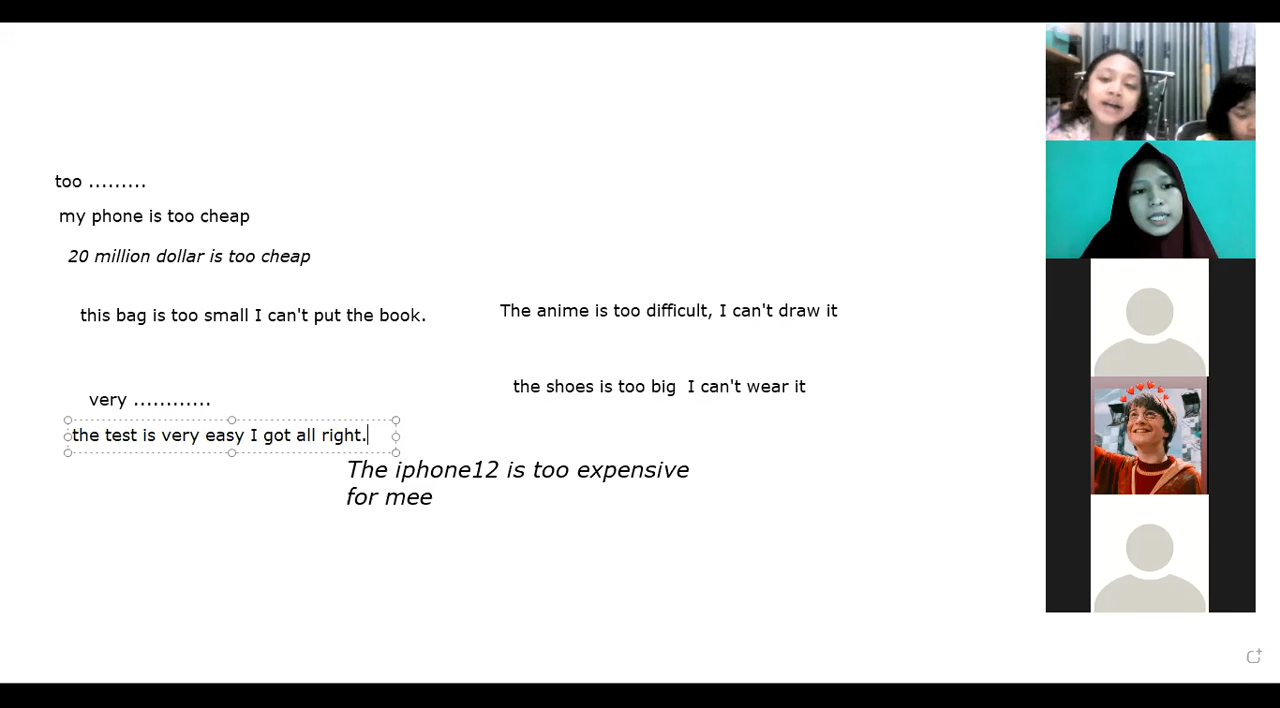 too .........
my phone is too cheap
20 million dollar is too cheap
this bag is too small I can't put the book.
The anime is too difficult, I can't draw it
the shoes is too big  I can't wear it
very ............
the test is very easy I got all right.
The iphone12 is too expensive
for mee